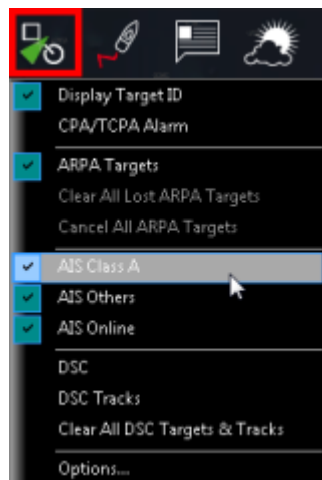 Display Target ID
CPA/TCPA Alarm
ARPA Targets
Clear All Lost ARPA Targets
Cancel All ARPA Targets
AIS Class A
AIS Others
AIS Online
DSC
DSC Tracks
Clear All DSC Targets & Tracks
Options...